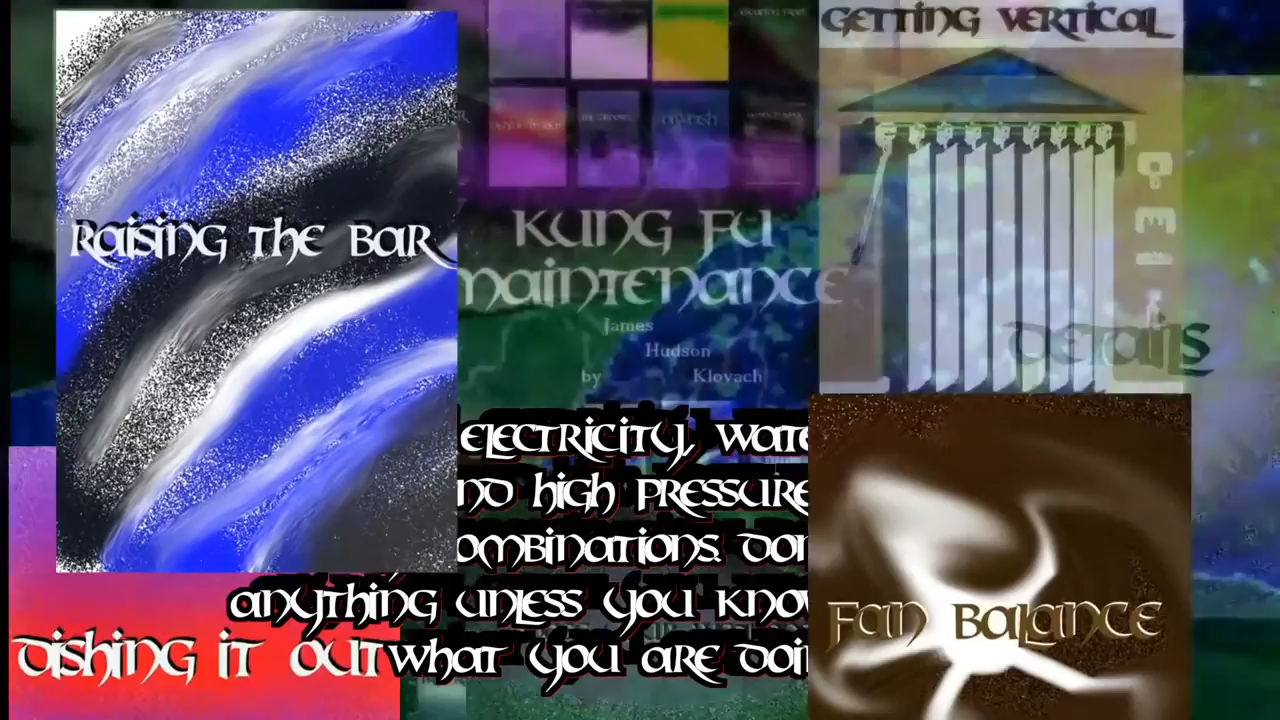 GETTING VERTICAL
RAISING THE BAR
KUNG FU
MAINTENANCE
James
Hudson
by Klovach
DETAILS
ELECTRICITY, WATE
ND HIGH PRESSURE
OMBINATIONS. DON
ANYTHING UNLESS YOU KNOW
WHAT YOU ARE DOIN
DISHING IT OUT
FAN BALANCE